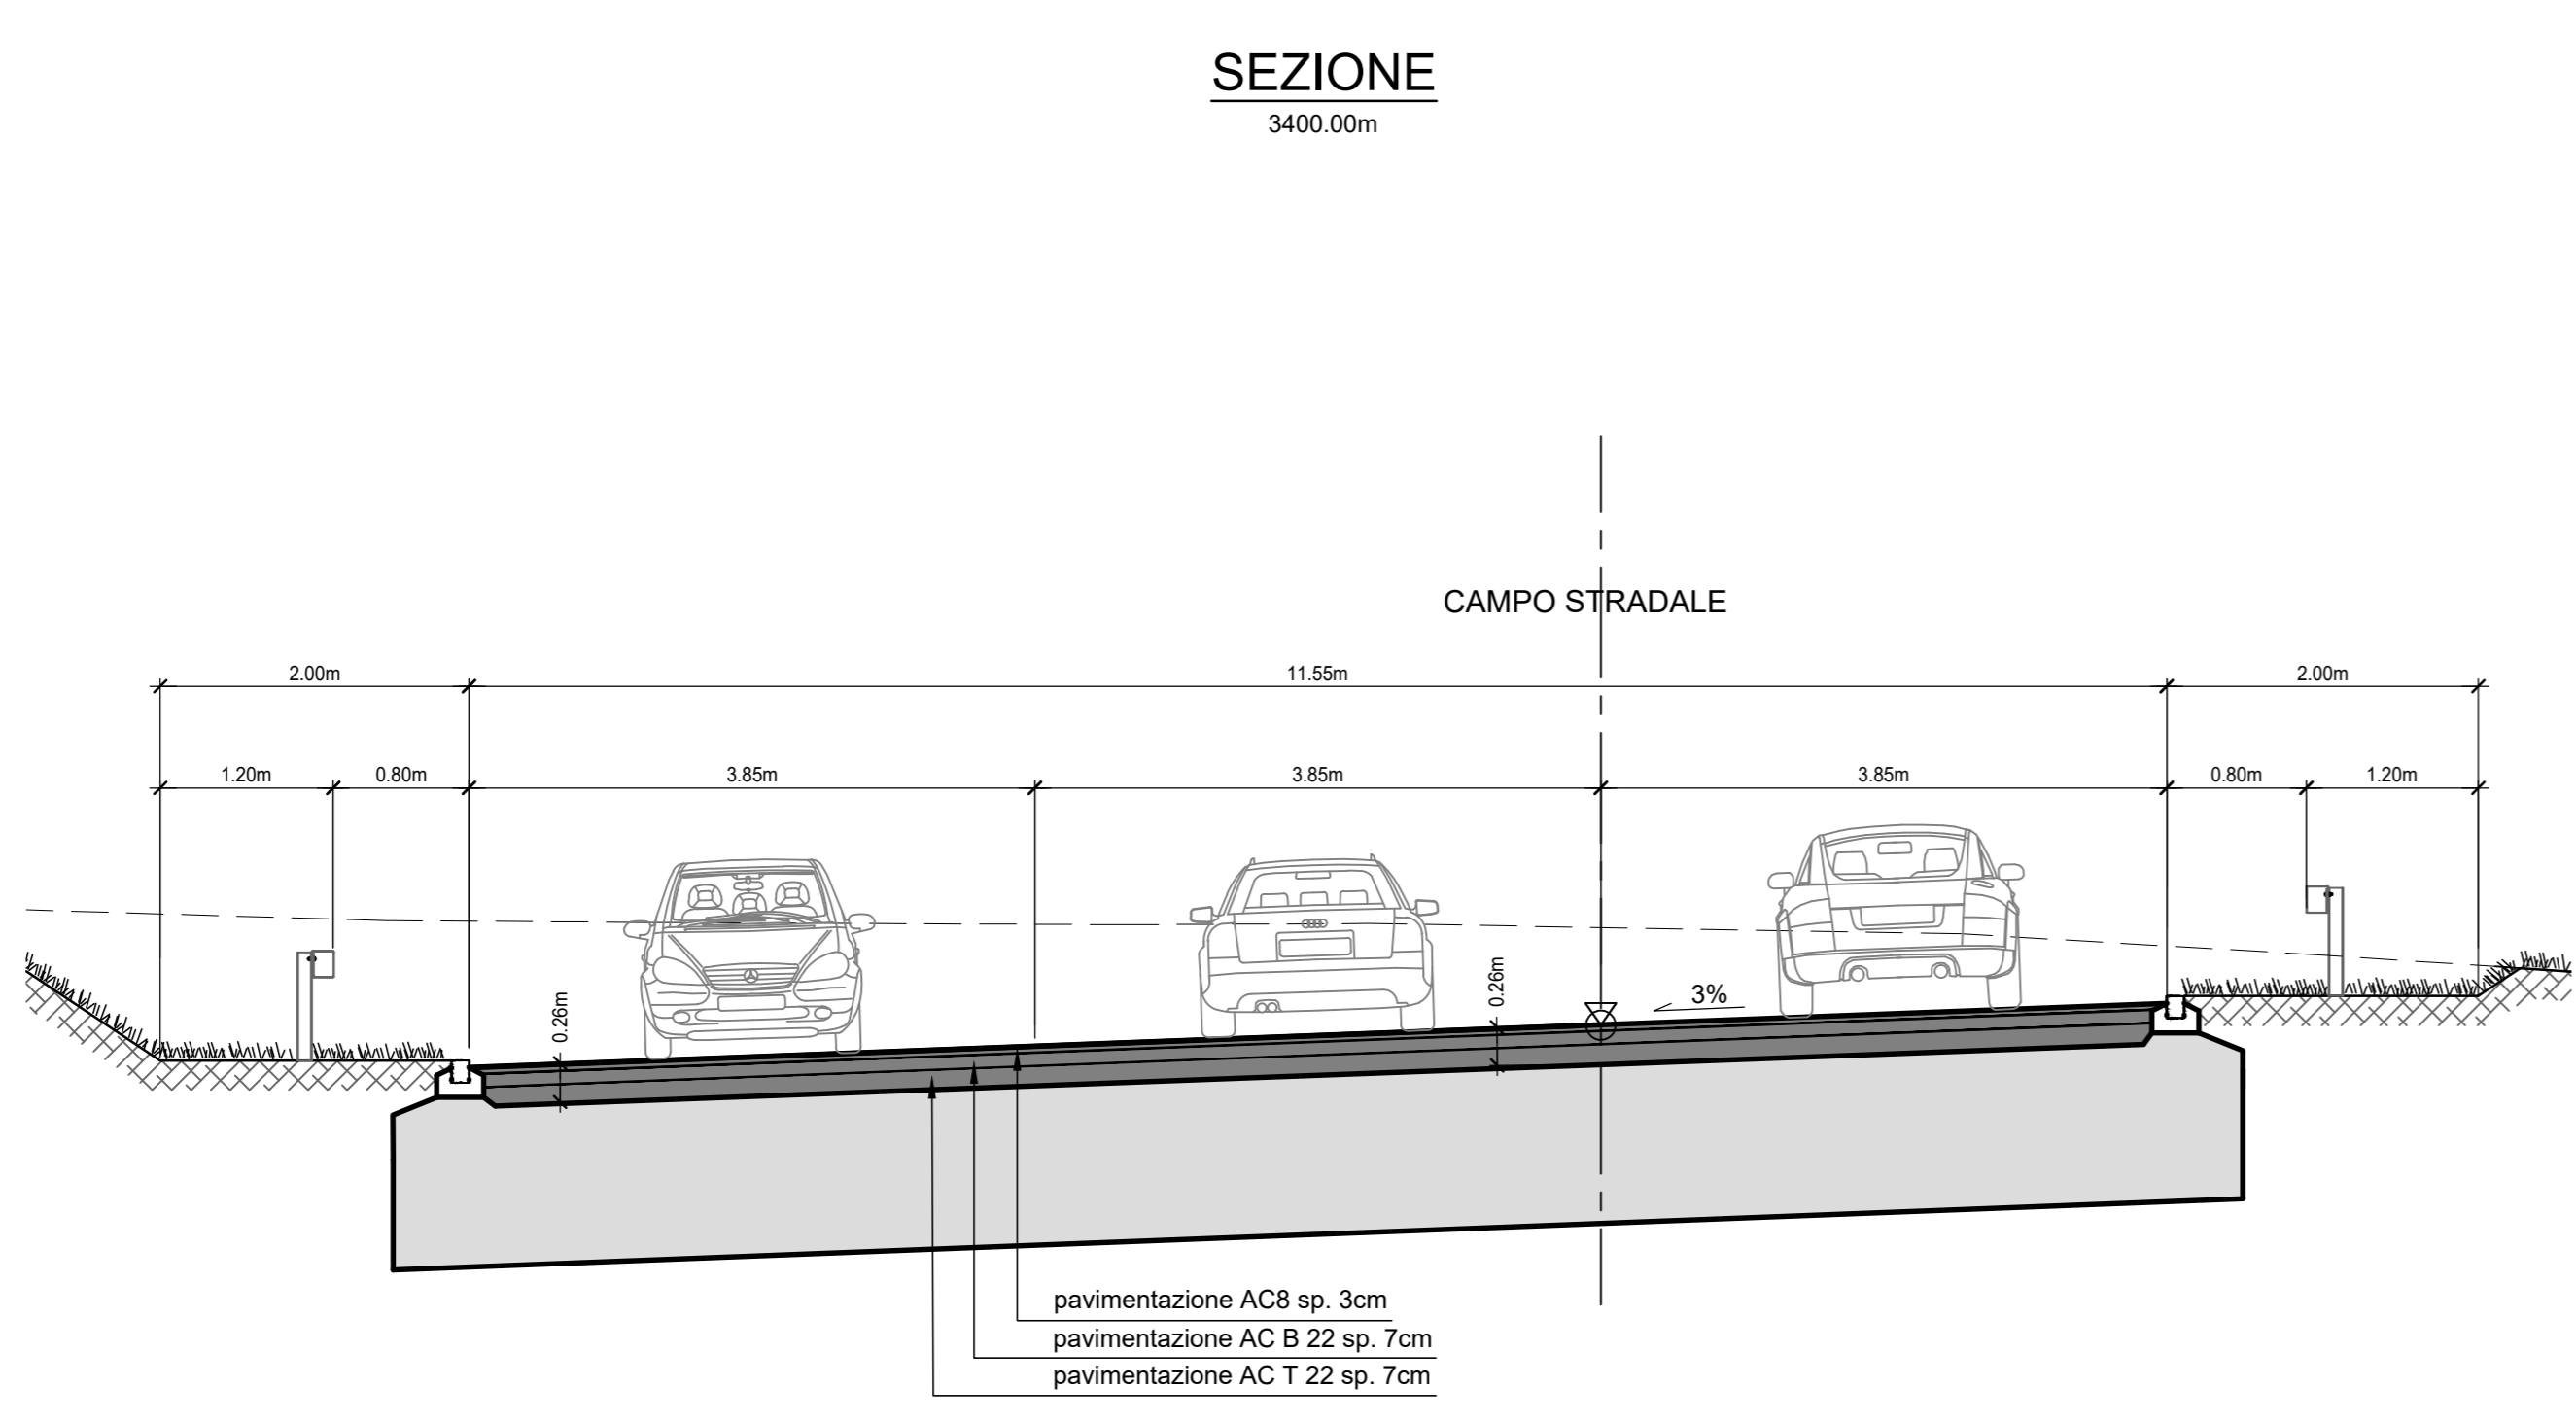 SEZIONE
3400.00m
CAMPO STRADALE
2.00m 11.55m 2.00m
1.20m 0.80m 3.85m 3.85m 3.85m 0.80m 1.20m
0.26m
0.26m
3%
pavimentazione AC8 sp. 3cm
pavimentazione AC B 22 sp. 7cm
pavimentazione AC T 22 sp. 7cm